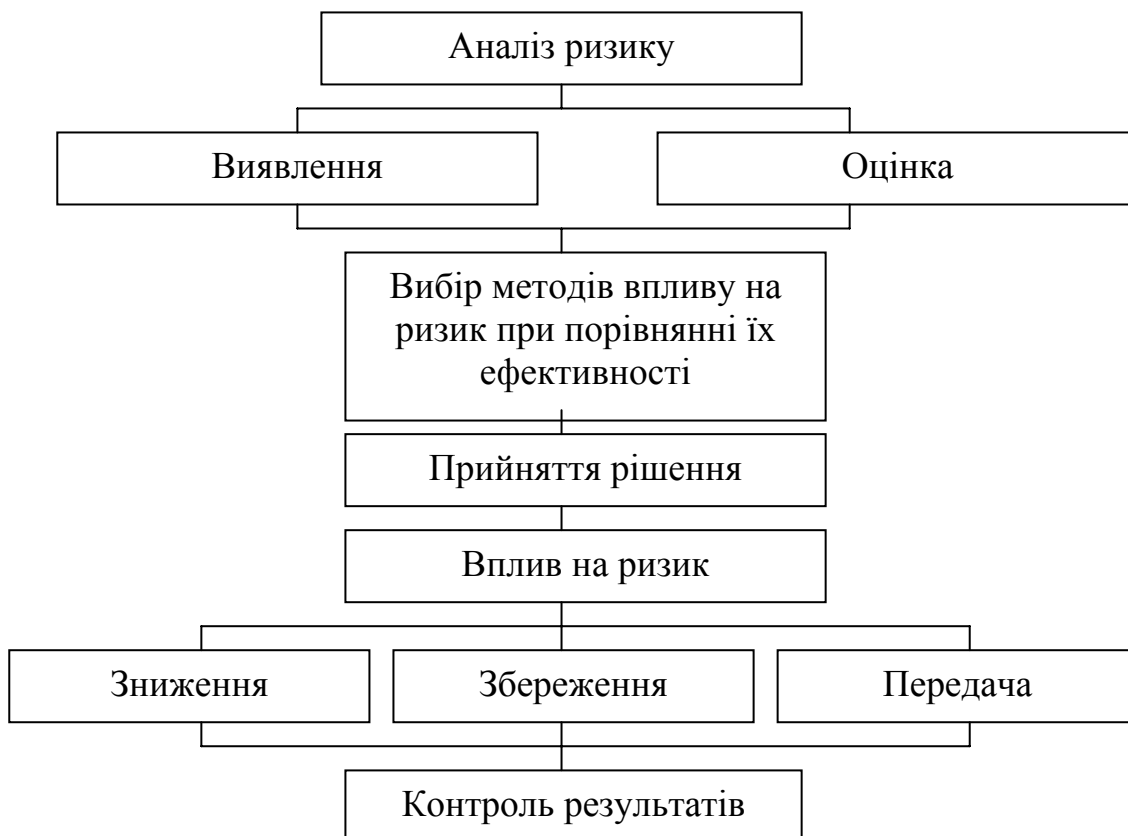 Аналіз ризику
Виявлення
Оцінка
Вибір методів впливу на
ризик при порівнянні їх
ефективності
Прийняття рішення
Вплив на ризик
Зниження
Збереження
Передача
Контроль результатів